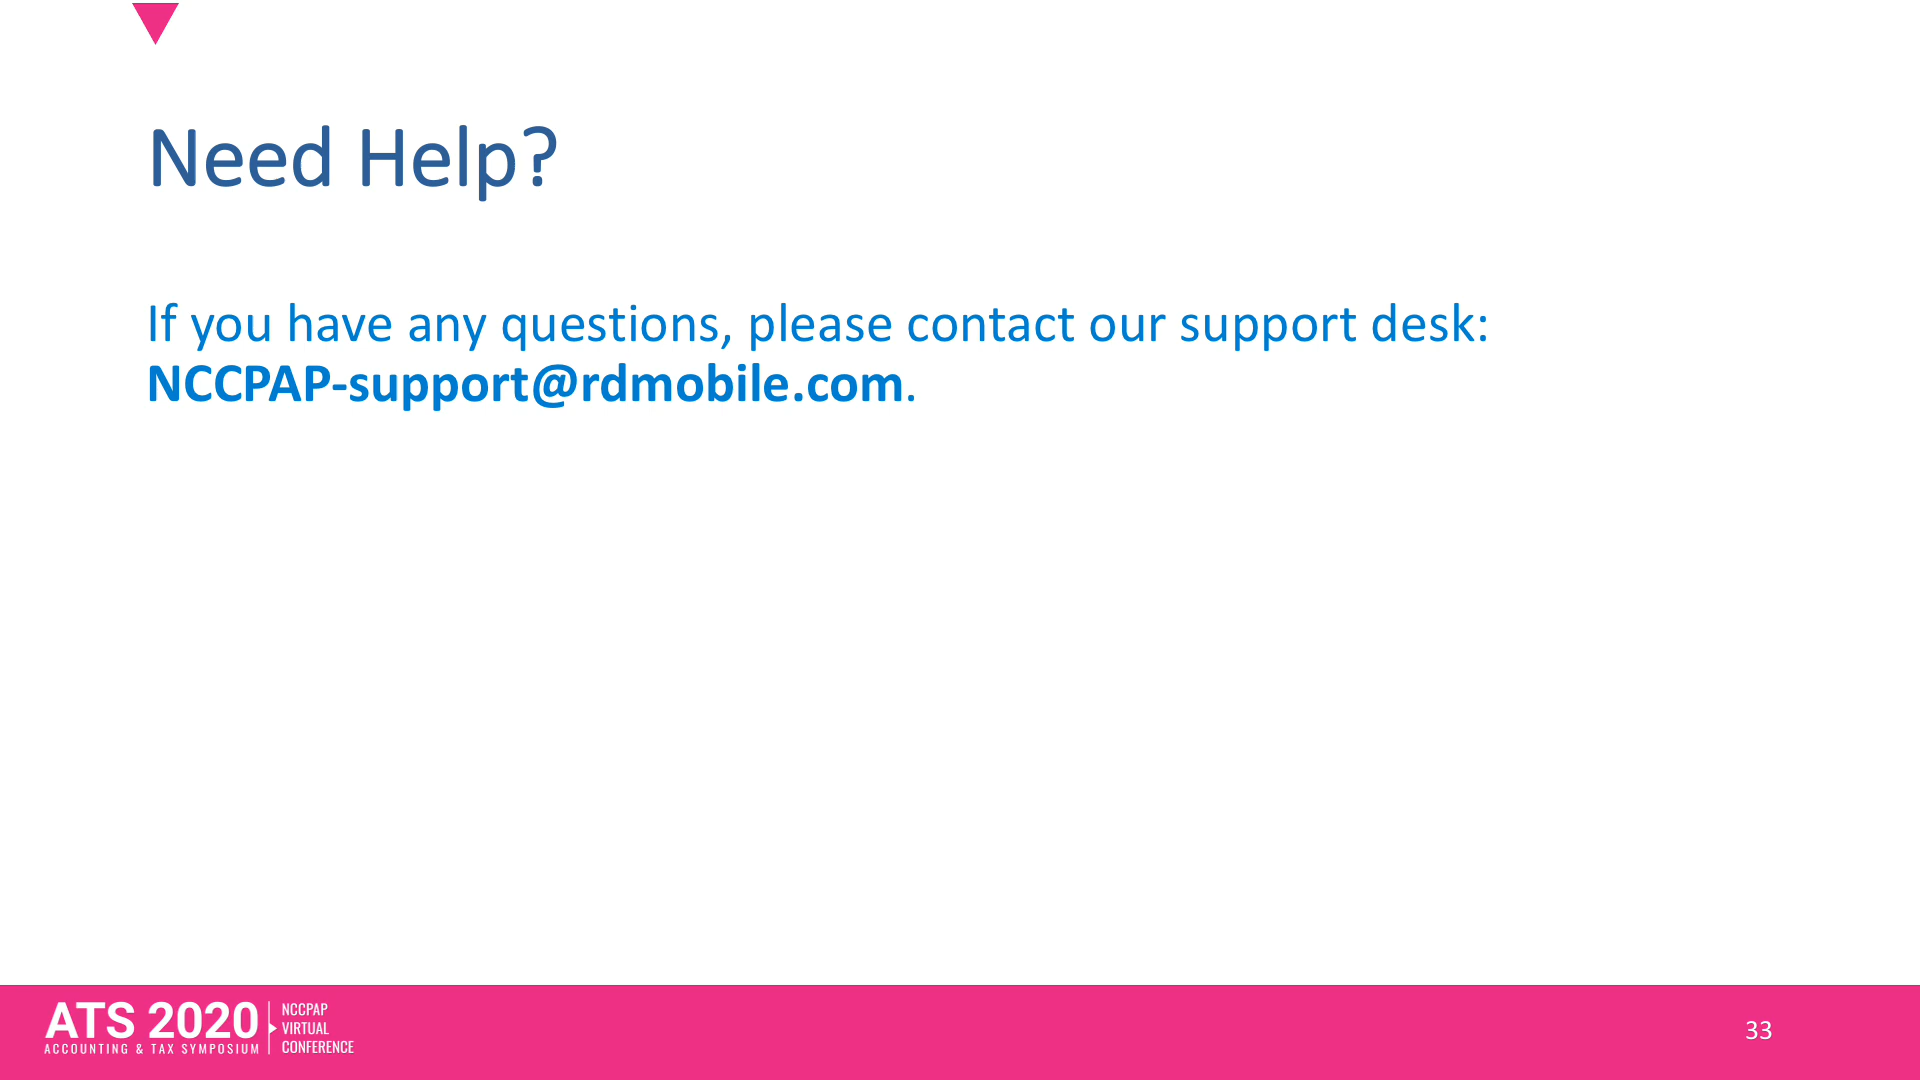 Need Help?
If you have any questions, please contact our support desk:
NCCPAP-support@rdmobile.com.
ATS 2020
ACCOUNTING & TAX SYMPOSIUM
NCCPAP
VIRTUAL
CONFERENCE
33